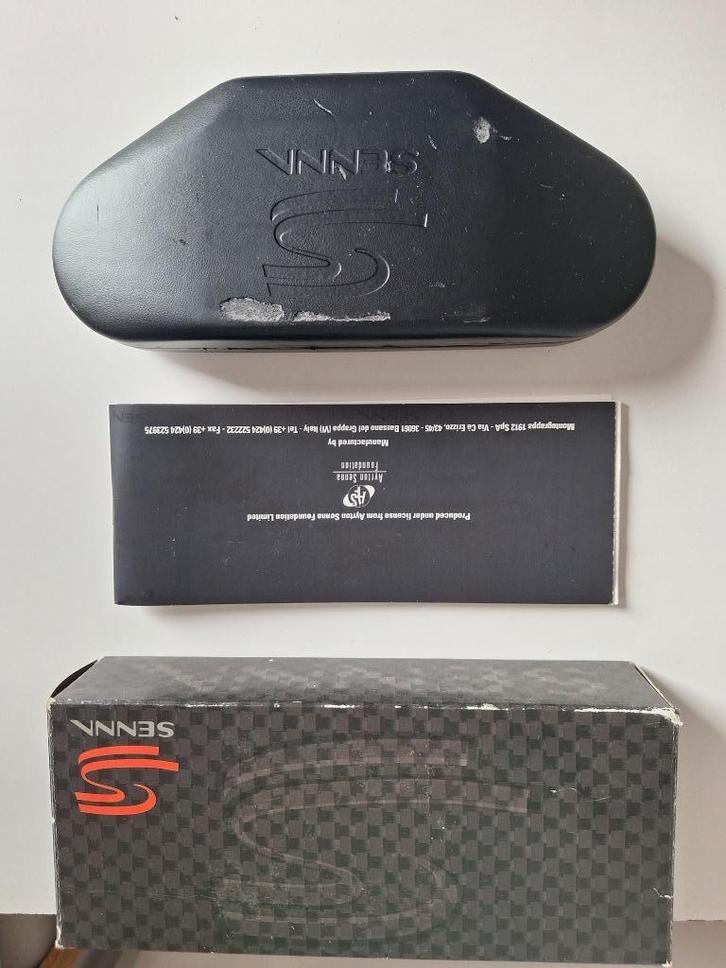 SENNA
Produced under license from Ayrton Senna Foundation Limited
Ayrton Senna
Foundation
Manufactured by
Montegrappa 1912 SpA - Via Cà Erizzo, 43/45 - 36061 Bassano del Grappa (VI) Italy - Tel +39 (0)424 522232 - Fax +39 (0)424 523975
SENNA